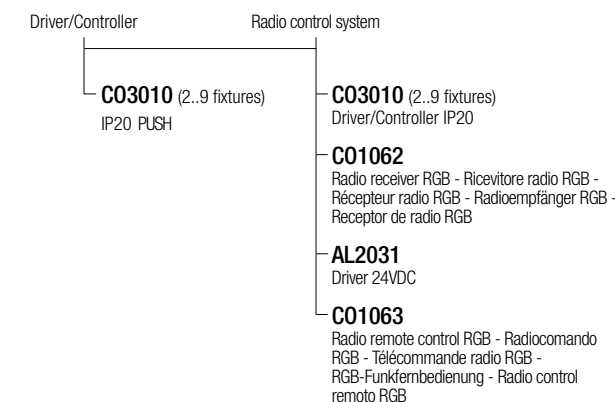 Driver/Controller
Radio control system
CO3010 (2..9 fixtures)
IP20 PUSH
CO3010 (2..9 fixtures)
Driver/Controller IP20
CO1062
Radio receiver RGB - Ricevitore radio RGB -
Récepteur radio RGB - Radioempfänger RGB -
Receptor de radio RGB
AL2031
Driver 24VDC
CO1063
Radio remote control RGB - Radiocomando
RGB - Télécommande radio RGB -
RGB-Funkfernbedienung - Radio control
remoto RGB